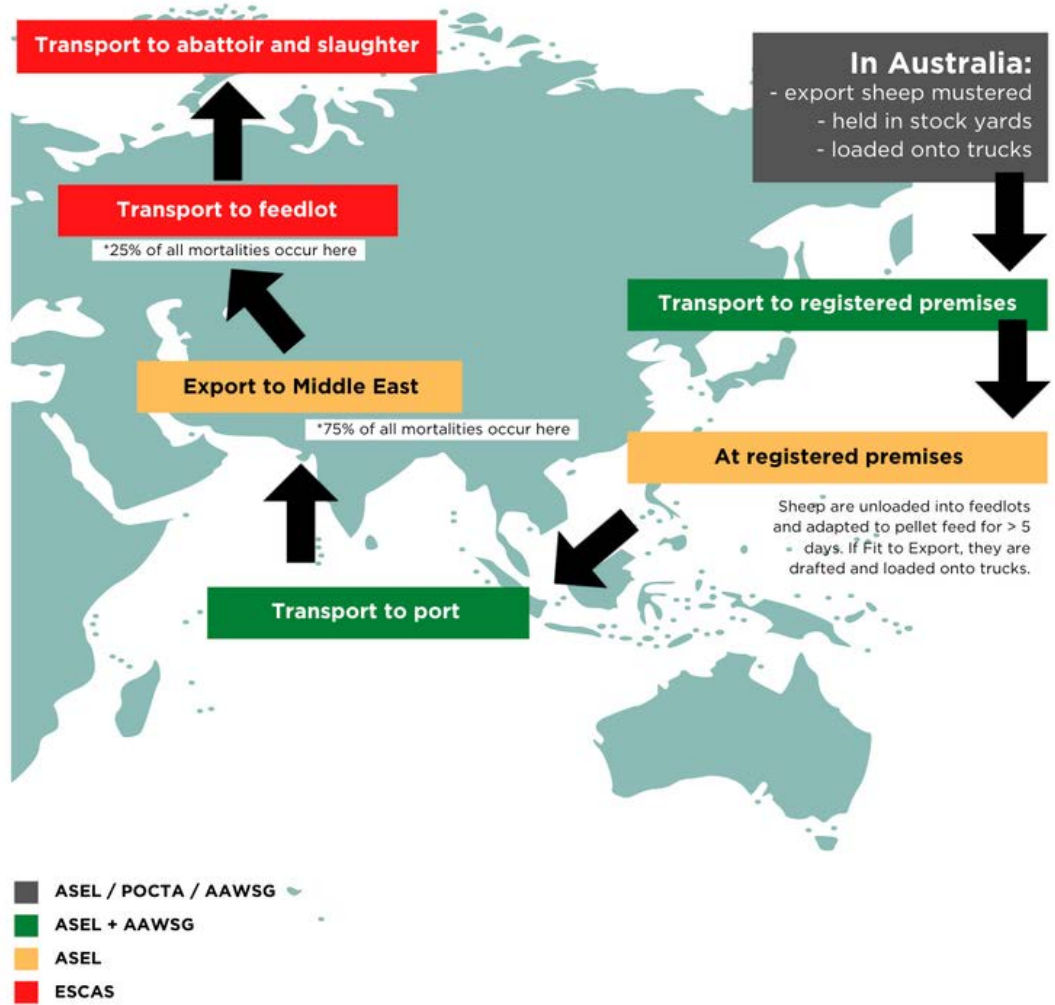 Transport to abattoir and slaughter
In Australia:
- export sheep mustered
- held in stock yards
- loaded onto trucks
Transport to feedlot
*25% of all mortalities occur here
Transport to registered premises
Export to Middle East
*75% of all mortalities occur here
At registered premises
Sheep are unloaded into feedlots
and adapted to pellet feed for > 5
days. If Fit to Export, they are
drafted and loaded onto trucks.
Transport to port
ASEL / POCTA / AAWSG
ASEL + AAWSG
ASEL
ESCAS